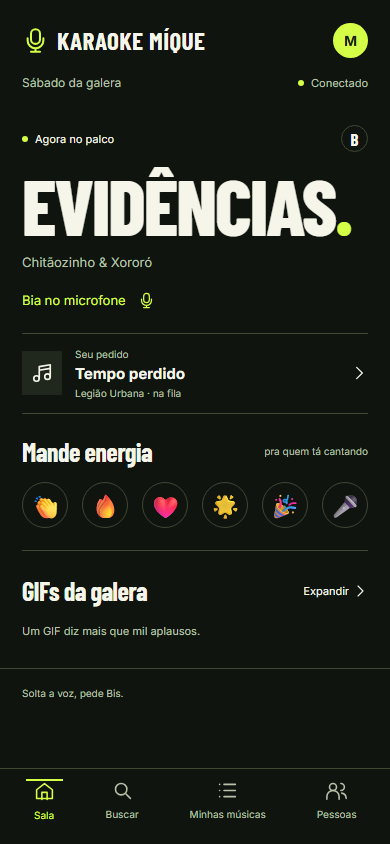 KARAOKE MÍQUE
M
Sábado da galera
Conectado
Agora no palco
B
EVIDÊNCIAS.
Chitãozinho & Xororó
Bia no microfone
Seu pedido
Tempo perdido
Legião Urbana · na fila
Mande energia
pra quem tá cantando
GIFs da galera
Expandir
Um GIF diz mais que mil aplausos.
Solta a voz, pede Bis.
Sala
Buscar
Minhas músicas
Pessoas